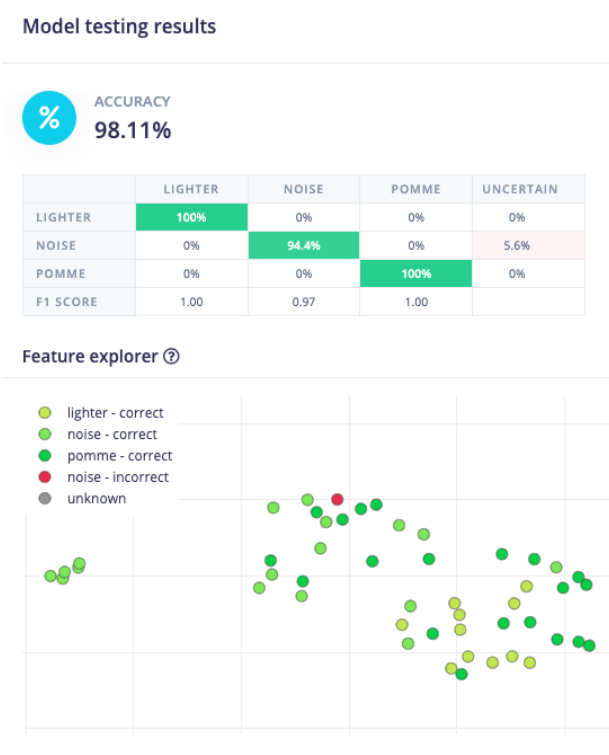 Model testing results
%
ACCURACY
98.11%
LIGHTER NOISE POMME UNCERTAIN
LIGHTER 100% 0% 0% 0%
NOISE 0% 94.4% 0% 5.6%
POMME 0% 0% 100% 0%
F1 SCORE 1.00 0.97 1.00
Feature explorer ?
lighter - correct
noise - correct
pomme - correct
noise - incorrect
unknown